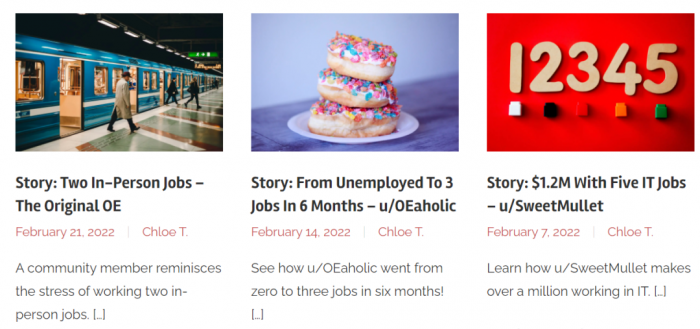 12345
Story: Two In-Person Jobs –
The Original OE
February 21, 2022 | Chloe T.
A community member reminisces
the stress of working two in-
person jobs. [...]
Story: From Unemployed To 3
Jobs In 6 Months – u/OEaholic
February 14, 2022 | Chloe T.
See how u/OEaholic went from
zero to three jobs in six months!
[...]
Story: $1.2M With Five IT Jobs
– u/SweetMullet
February 7, 2022 | Chloe T.
Learn how u/SweetMullet makes
over a million working in IT. [...]